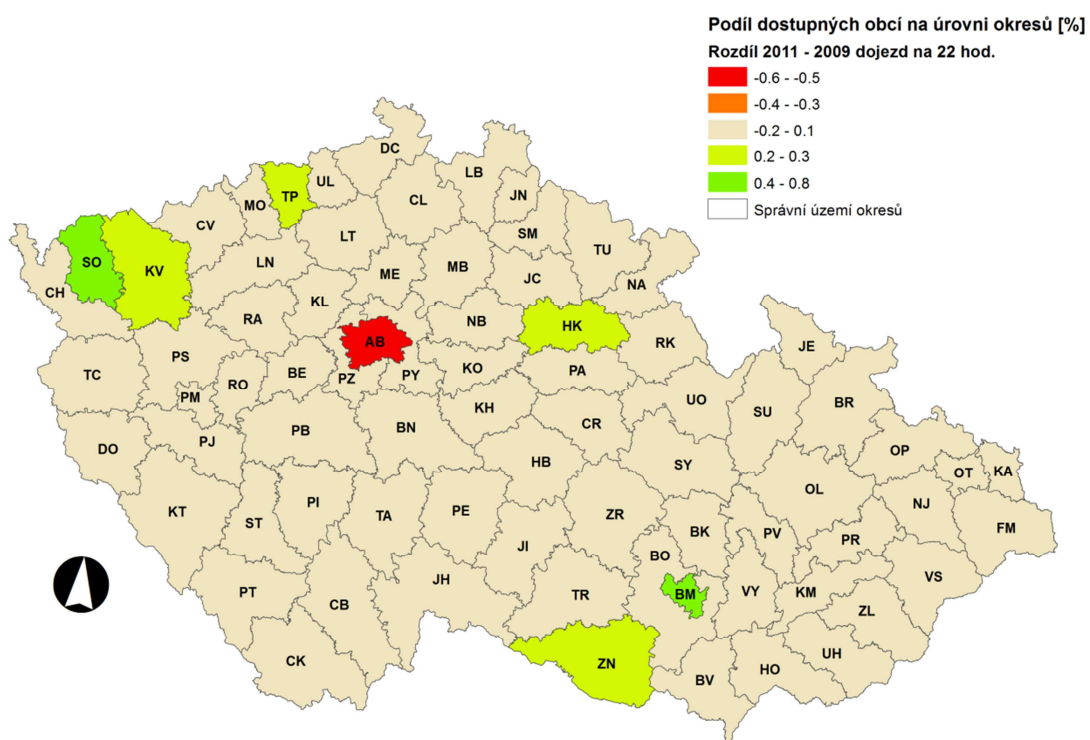 Podíl dostupných obcí na úrovni okresů [%]
Rozdíl 2011 - 2009 dojezd na 22 hod.
-0.6 - -0.5
-0.4 - -0.3
-0.2 - 0.1
0.2 - 0.3
0.4 - 0.8
Správní území okresů
DC
LB
UL
TP
JN
MO
CL
CV
SM
LT
TU
SO
KV
LN
ME
MB
JC
NA
CH
KL
RA
NB
HK
AB
RK
JE
PS
TC
RO
BE
PZ
PY
KO
PA
PM
UO
SU
BR
KH
PB
BN
CR
DO
PJ
OP
HB
SY
OT
KA
OL
KT
ST
PI
TA
PE
ZR
NJ
FM
BK
PV
PR
JI
BO
VS
JH
PT
TR
BM
VY
KM
CB
ZL
CK
ZN
UH
HO
BV